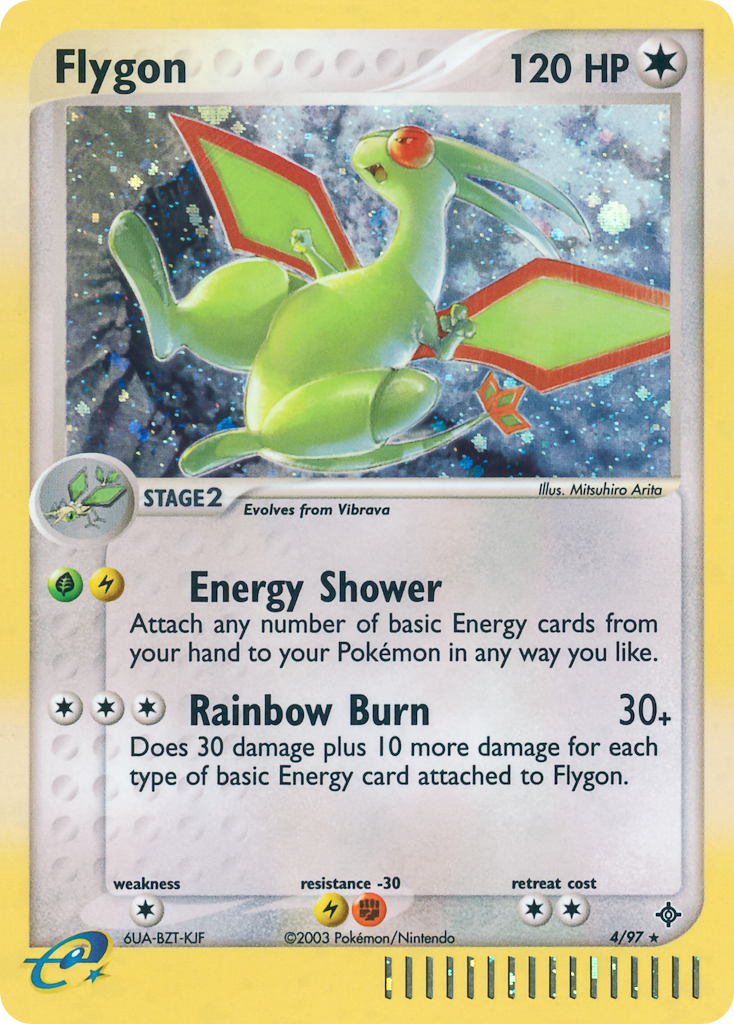 Flygon 120 HP
Illus. Mitsuhiro Arita
STAGE2
Evolves from Vibrava
Energy Shower
Attach any number of basic Energy cards from
your hand to your Pokémon in any way you like.
Rainbow Burn 30+
Does 30 damage plus 10 more damage for each
type of basic Energy card attached to Flygon.
weakness resistance -30 retreat cost
6UA-BZT-KJF ©2003 Pokémon/Nintendo 4/97 ★
e